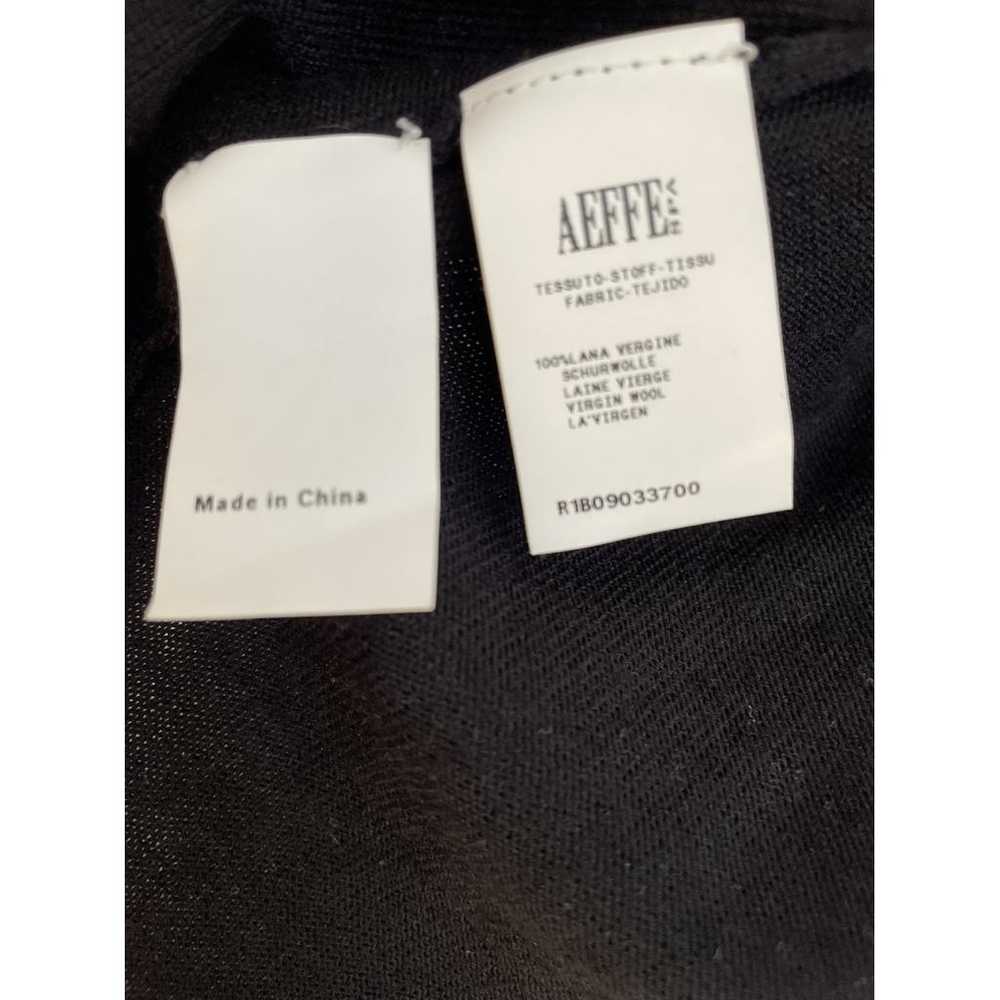 Made in China
AEFFE SPA
TESSUTO-STOFF-TISSU
FABRIC-TEJIDO
100%LANA VERGINE
SCHURWOLLE
LAINE VIERGE
VIRGIN WOOL
LA'VIRGEN
R1B09033700